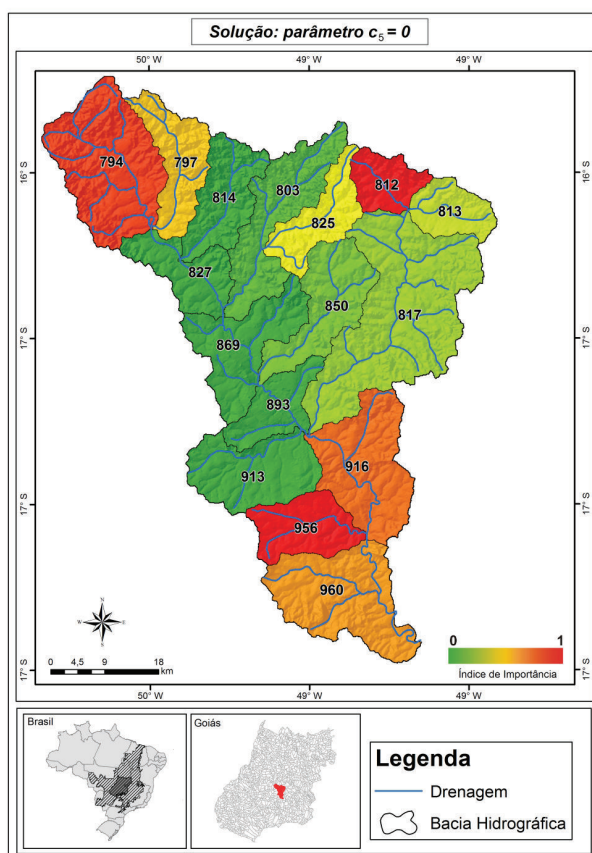 Solução: parâmetro c5 = 0
50° W 49° W 49° W
16° S 16° S
794
797
814
803
812
813
825
827
850
817
17° S 17° S
869
893
916
913
17° S 17° S
956
960
N
W E
S
0 4,5 9 18
km
0 1
Índice de Importância
17° S 17° S
50° W 49° W 49° W
Brasil
Goiás
Legenda
Drenagem
Bacia Hidrográfica